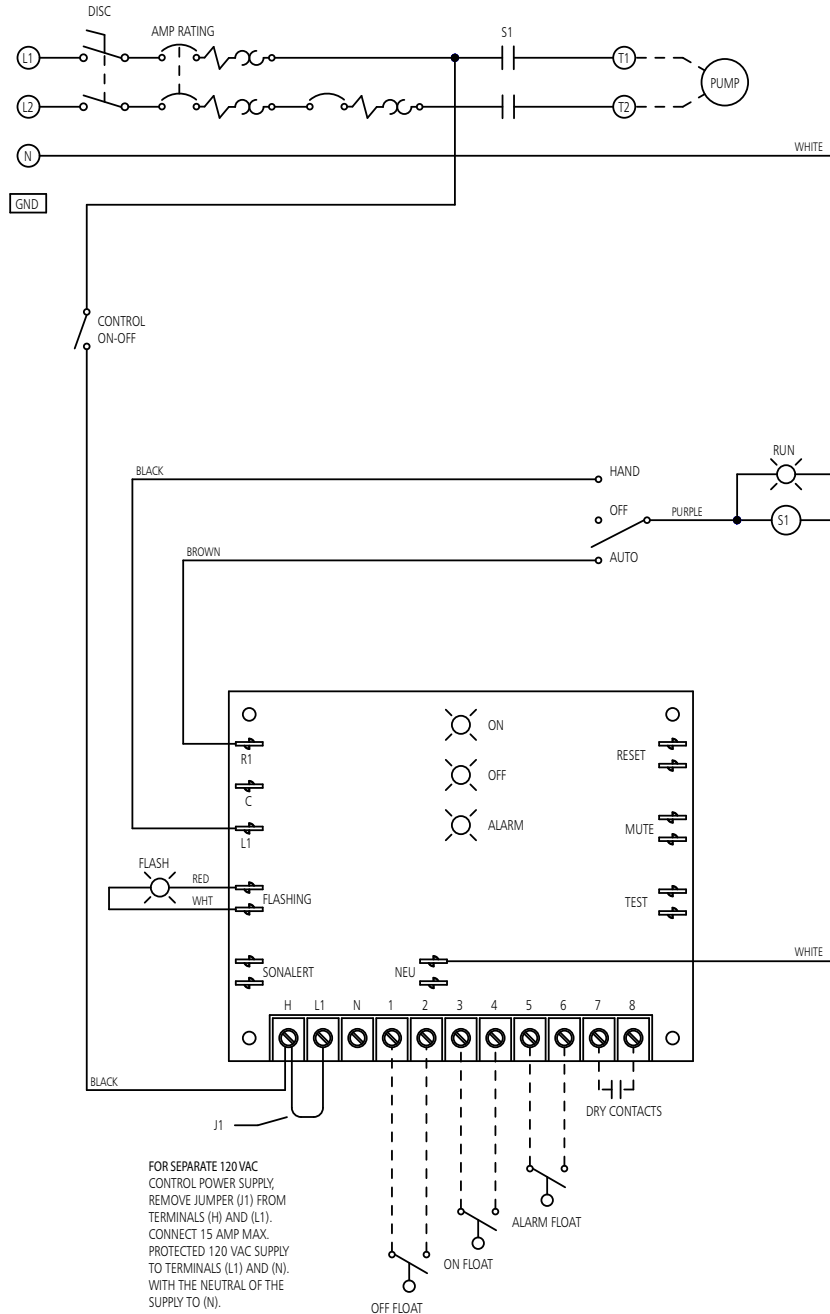 DISC
AMP RATING
S1
L1
T1
PUMP
L2
T2
N
WHITE
GND
CONTROL
ON-OFF
RUN
BLACK
HAND
OFF
PURPLE
S1
BROWN
AUTO
ON
R1
RESET
OFF
C
ALARM
MUTE
L1
FLASH
RED
FLASHING
WHT
TEST
WHITE
SONALERT
NEU
H L1 N 1 2 3 4 5 6 7 8
BLACK
DRY CONTACTS
J1
FOR SEPARATE 120 VAC
CONTROL POWER SUPPLY,
REMOVE JUMPER (J1) FROM
TERMINALS (H) AND (L1).
CONNECT 15 AMP MAX.
PROTECTED 120 VAC SUPPLY
TO TERMINALS (L1) AND (N).
WITH THE NEUTRAL OF THE
SUPPLY TO (N).
ALARM FLOAT
ON FLOAT
OFF FLOAT